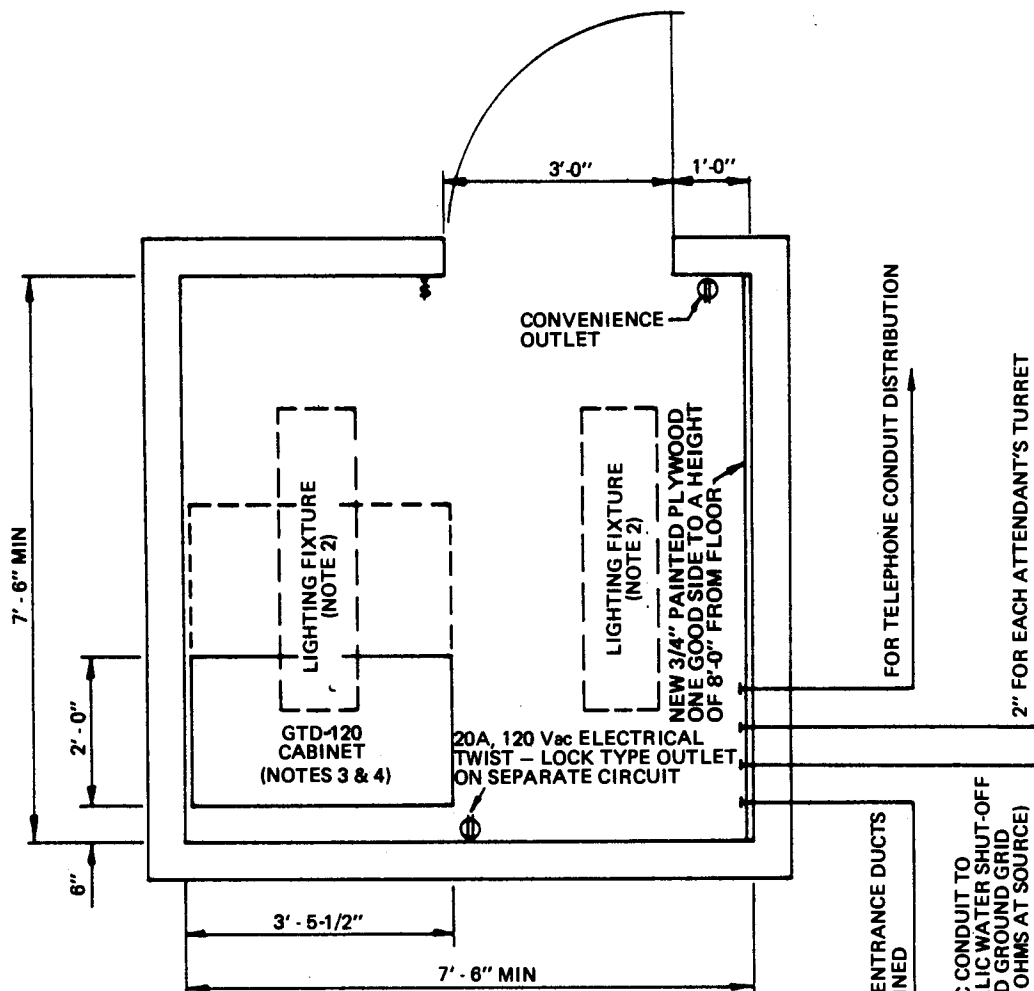 3'-0"
1'-0"
$
CONVENIENCE
OUTLET
7' - 6" MIN
LIGHTING FIXTURE
(NOTE 2)
LIGHTING FIXTURE
(NOTE 2)
NEW 3/4" PAINTED PLYWOOD
ONE GOOD SIDE TO A HEIGHT
OF 8'-0" FROM FLOOR
FOR TELEPHONE CONDUIT DISTRIBUTION
2" FOR EACH ATTENDANT'S TURRET
2' - 0"
GTD-120
CABINET
(NOTES 3 & 4)
20A, 120 Vac ELECTRICAL
TWIST – LOCK TYPE OUTLET
ON SEPARATE CIRCUIT
6"
3' - 5-1/2"
7' - 6" MIN
ENTRANCE DUCTS
INED
CONDUIT TO
LIC WATER SHUT-OFF
GROUND GRID
OHMS AT SOURCE)